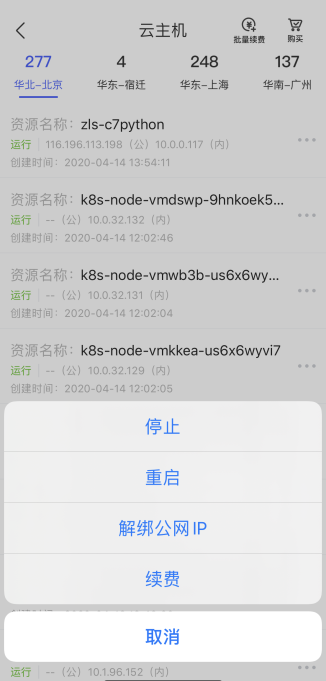 云主机
批量续费
购买
277 4 248 137
华北-北京 华东-宿迁 华东-上海 华南-广州
资源名称：zls-c7python
运行 116.196.113.198（公）10.0.0.117（内）
创建时间：2020-04-14 13:54:11
资源名称：k8s-node-vmdswp-9hnkoek5...
运行 --（公）10.0.32.132（内）
创建时间：2020-04-14 12:02:46
资源名称：k8s-node-vmwb3b-us6x6wy...
运行 --（公）10.0.32.131（内）
创建时间：2020-04-14 12:02:04
资源名称：k8s-node-vmkkea-us6x6wyvi7
运行 --（公）10.0.32.129（内）
创建时间：2020-04-14 12:02:05
停止
重启
解绑公网IP
续费
取消
运行 --（公）10.1.96.152（内）